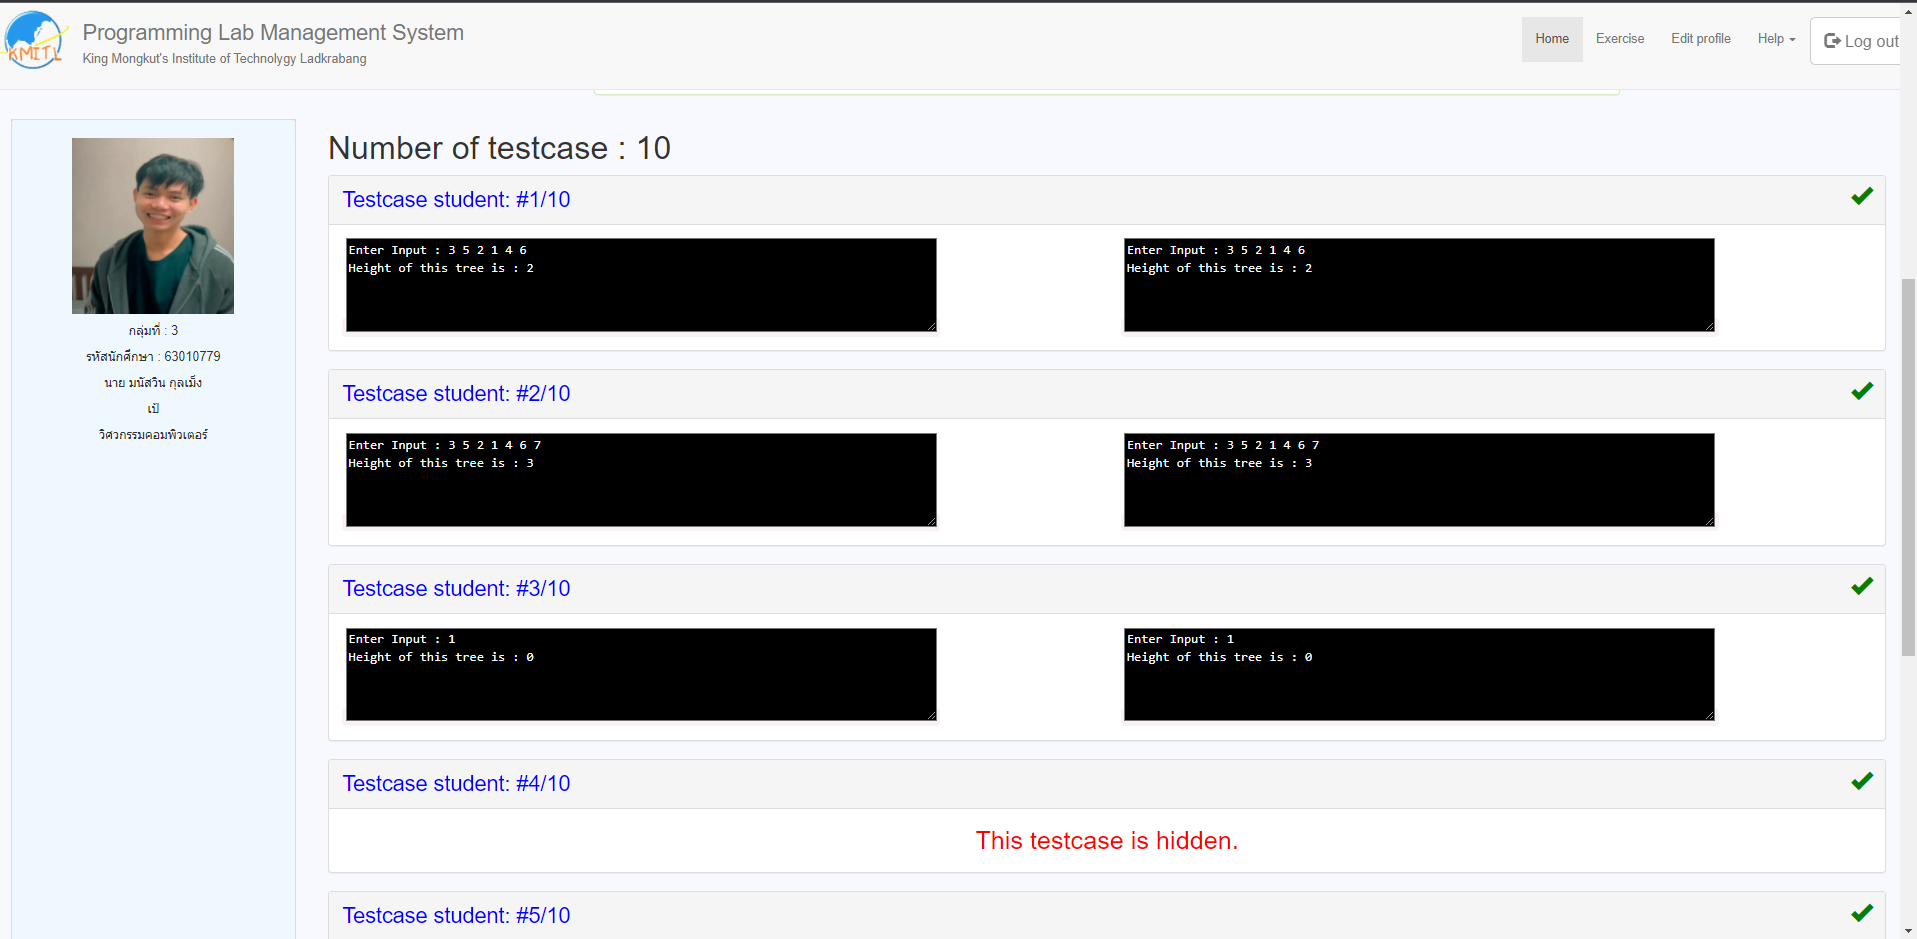 KMITL
Programming Lab Management System
King Mongkut's Institute of Technolygy Ladkrabang
Home
Exercise
Edit profile
Help
Log out
กลุ่มที่ : 3
รหัสนักศึกษา : 63010779
นาย มนัสวิน กุลเม็ง
เป้
วิศวกรรมคอมพิวเตอร์
Number of testcase : 10
Testcase student: #1/10
Enter Input : 3 5 2 1 4 6
Height of this tree is : 2
Enter Input : 3 5 2 1 4 6
Height of this tree is : 2
Testcase student: #2/10
Enter Input : 3 5 2 1 4 6 7
Height of this tree is : 3
Enter Input : 3 5 2 1 4 6 7
Height of this tree is : 3
Testcase student: #3/10
Enter Input : 1
Height of this tree is : 0
Enter Input : 1
Height of this tree is : 0
Testcase student: #4/10
This testcase is hidden.
Testcase student: #5/10